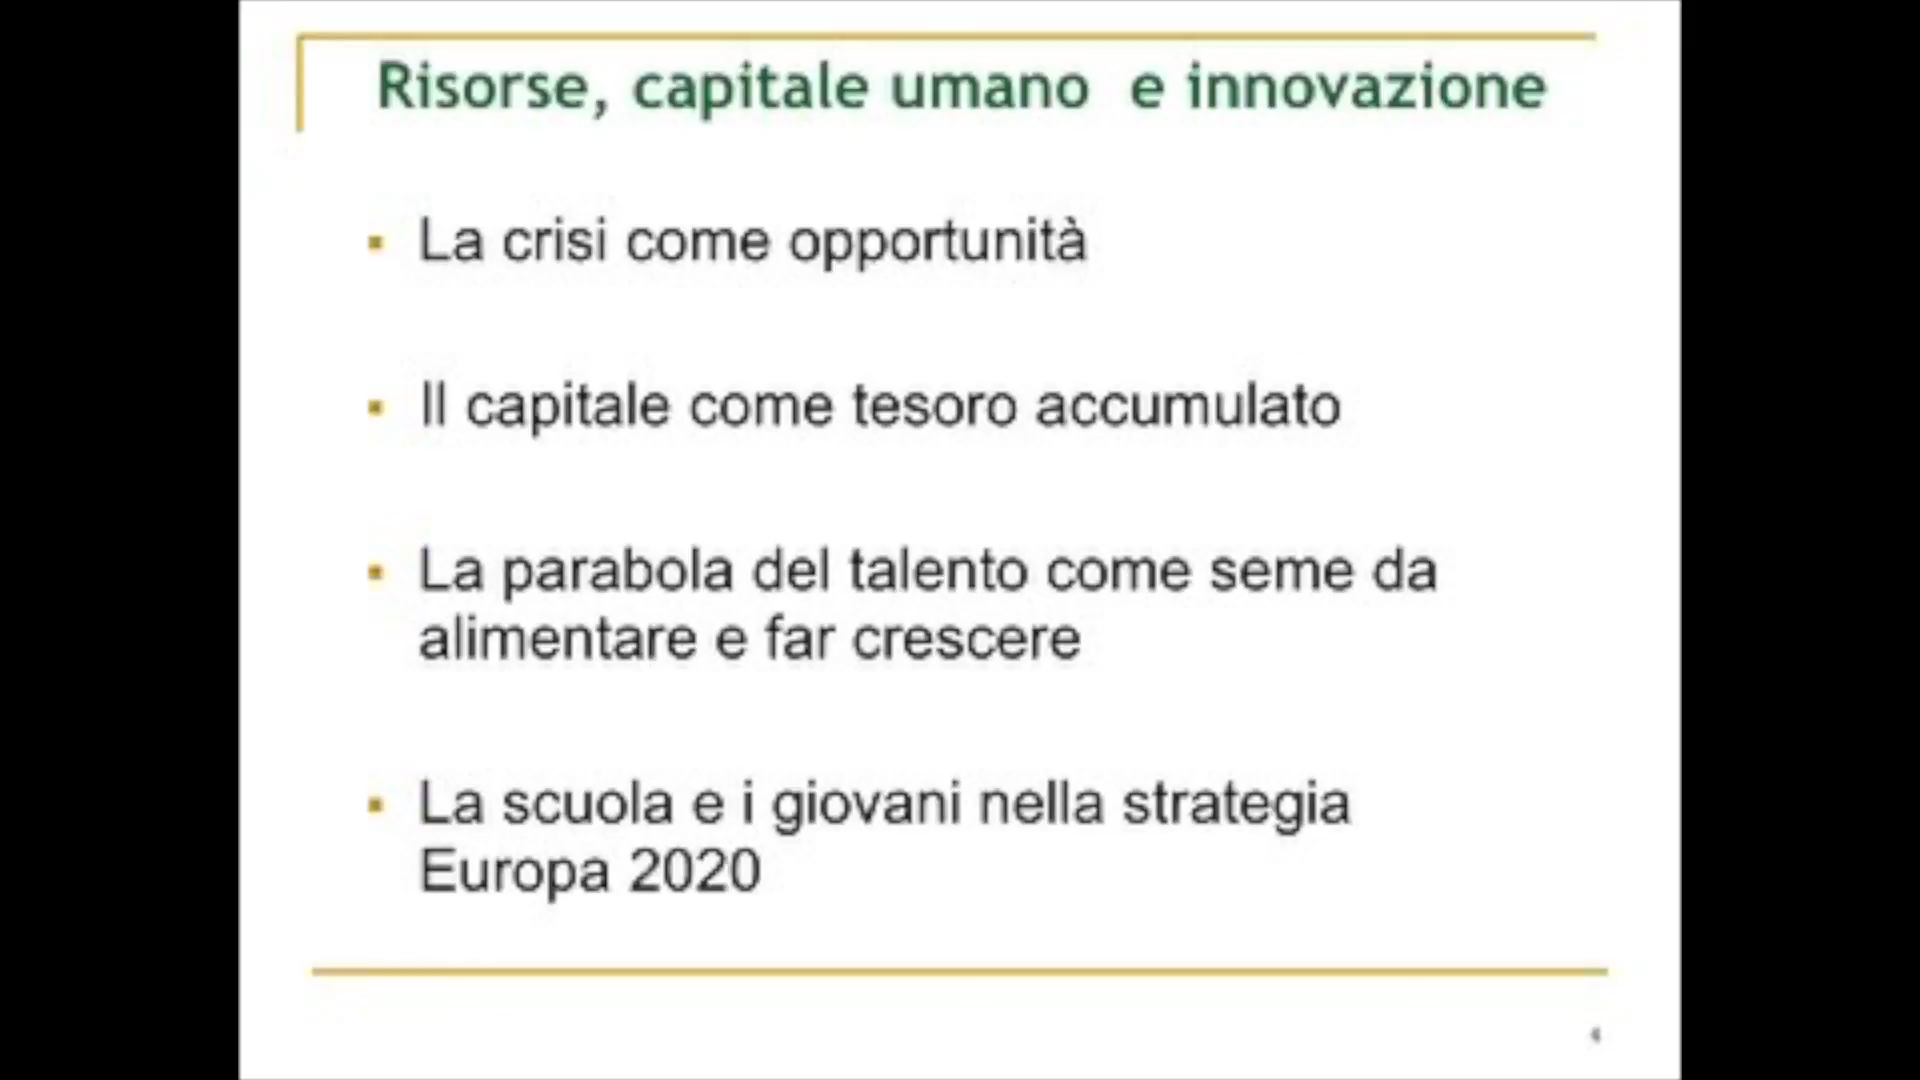 Risorse, capitale umano e innovazione
▪ La crisi come opportunità
▪ Il capitale come tesoro accumulato
▪ La parabola del talento come seme da
alimentare e far crescere
▪ La scuola e i giovani nella strategia
Europa 2020